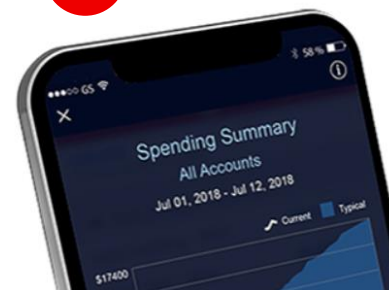 GS 58%
Spending Summary
All Accounts
Jul 01, 2018 - Jul 12, 2018
Current Typical
$17400